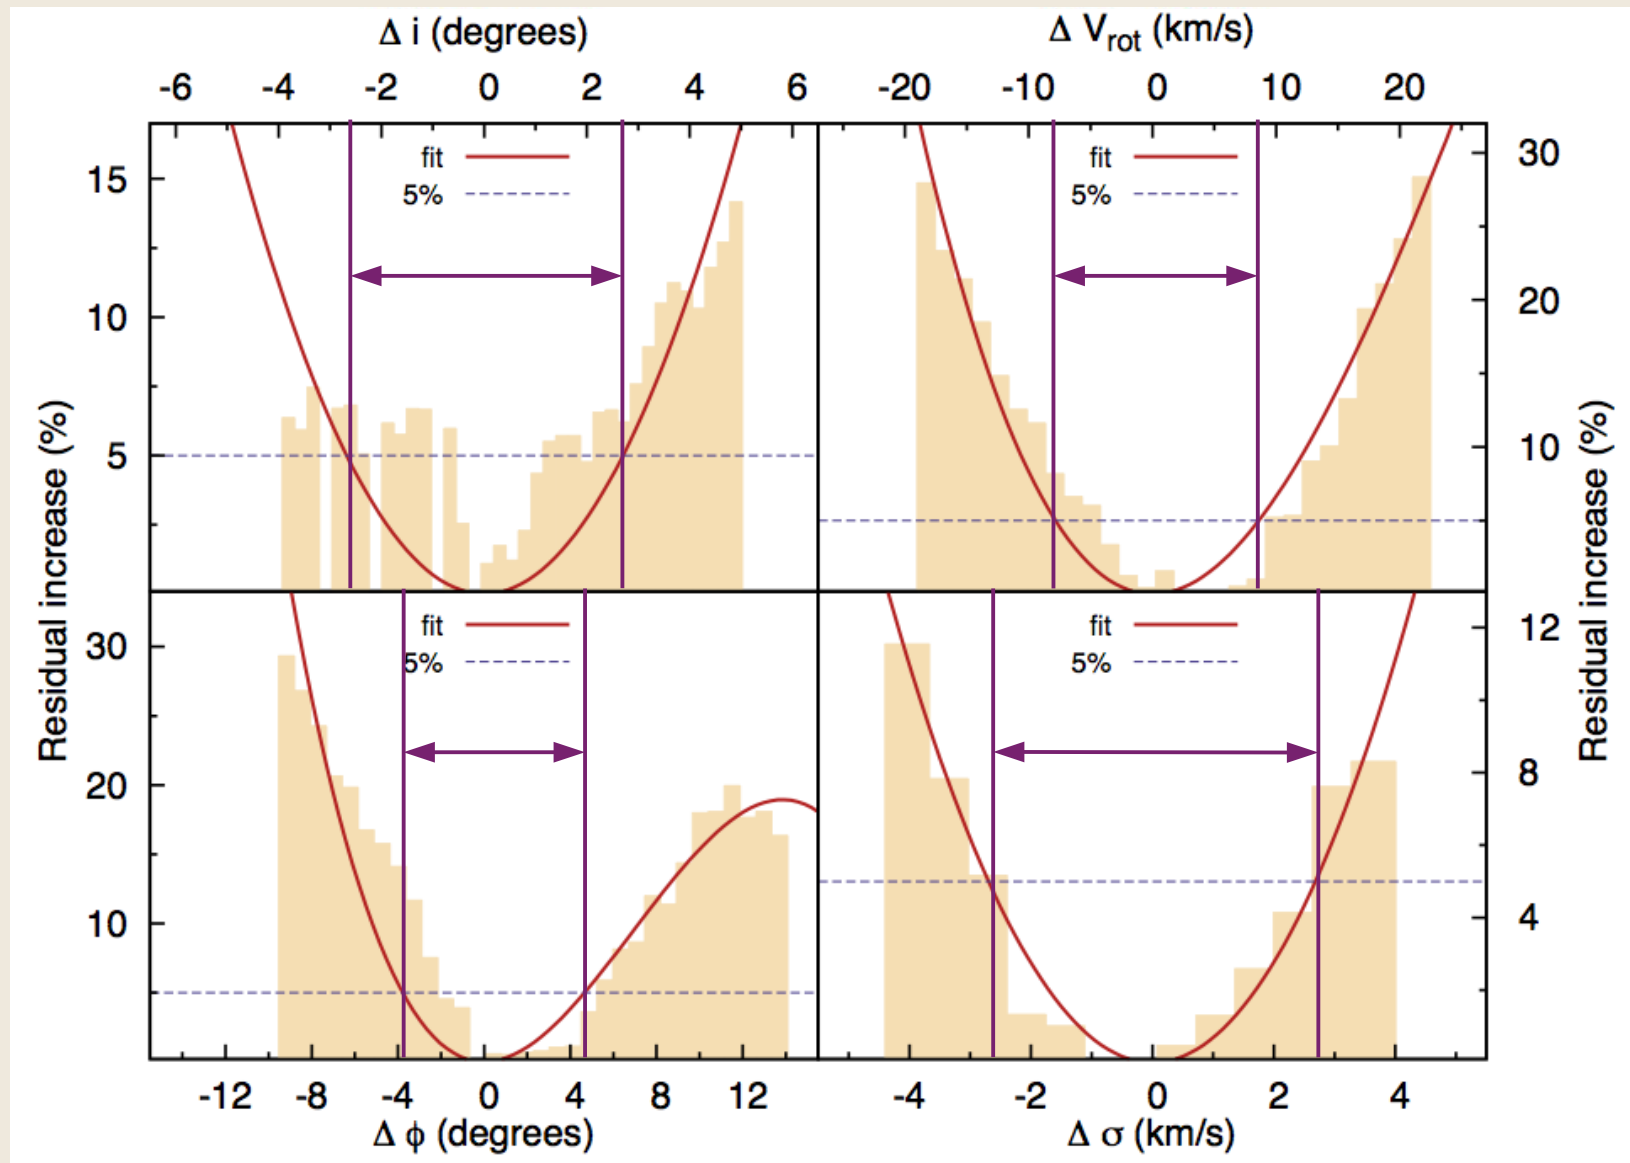 Δ i (degrees)
Δ Vrot (km/s)
-6 -4 -2 0 2 4 6
-20 -10 0 10 20
fit
5%
fit
5%
15
10
5
30
20
10
Residual increase (%)
Residual increase (%)
fit
5%
fit
5%
30
20
10
12
8
4
-12 -8 -4 0 4 8 12
-4 -2 0 2 4
Δ ϕ (degrees)
Δ σ (km/s)